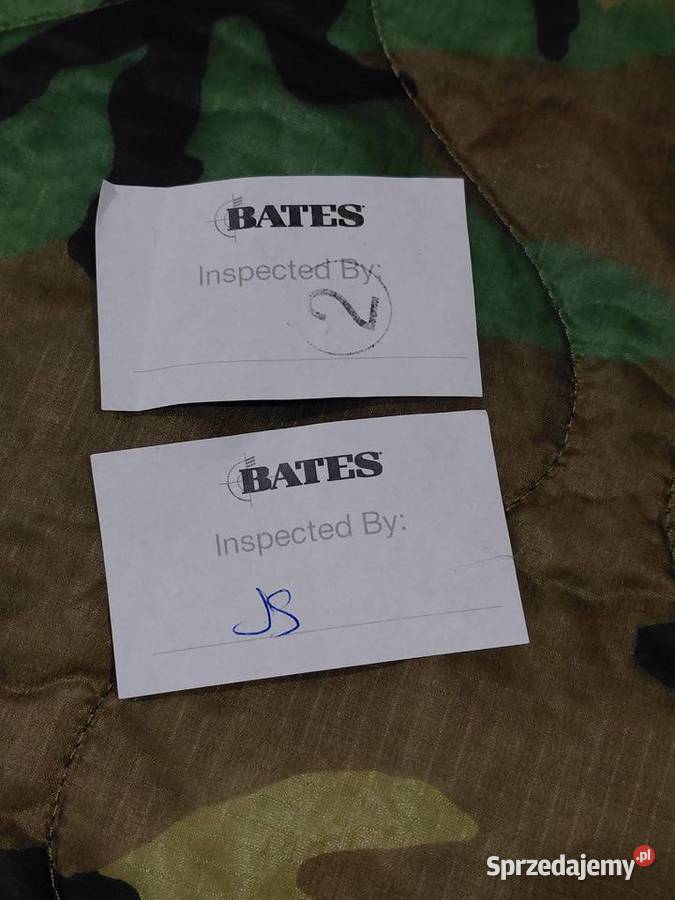 BATES
Inspected By:
2
BATES
Inspected By:
JS
Sprzedajemy.pl